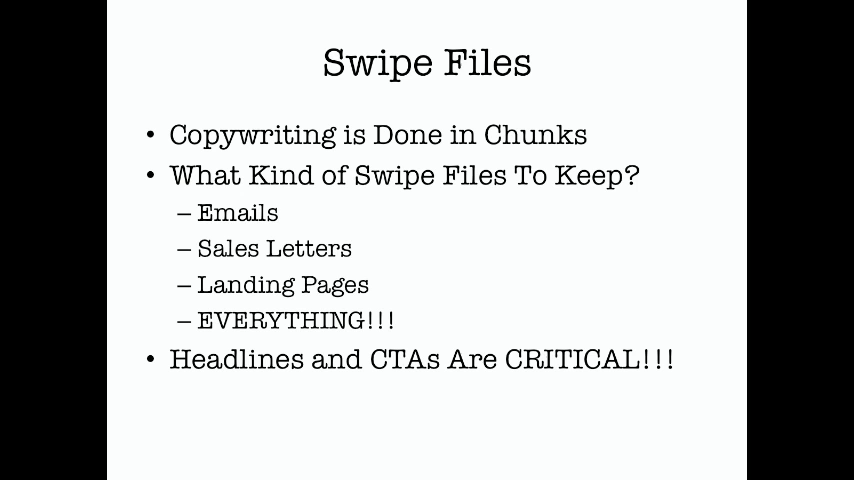 Swipe Files
• Copywriting is Done in Chunks
• What Kind of Swipe Files To Keep?
– Emails
– Sales Letters
– Landing Pages
– EVERYTHING!!!
• Headlines and CTAs Are CRITICAL!!!